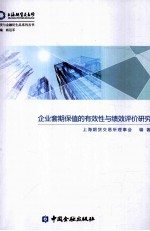 上海期货交易所
企业套期保值的有效性与绩效评价研究
上海期货交易所理事会 编著
中国金融出版社